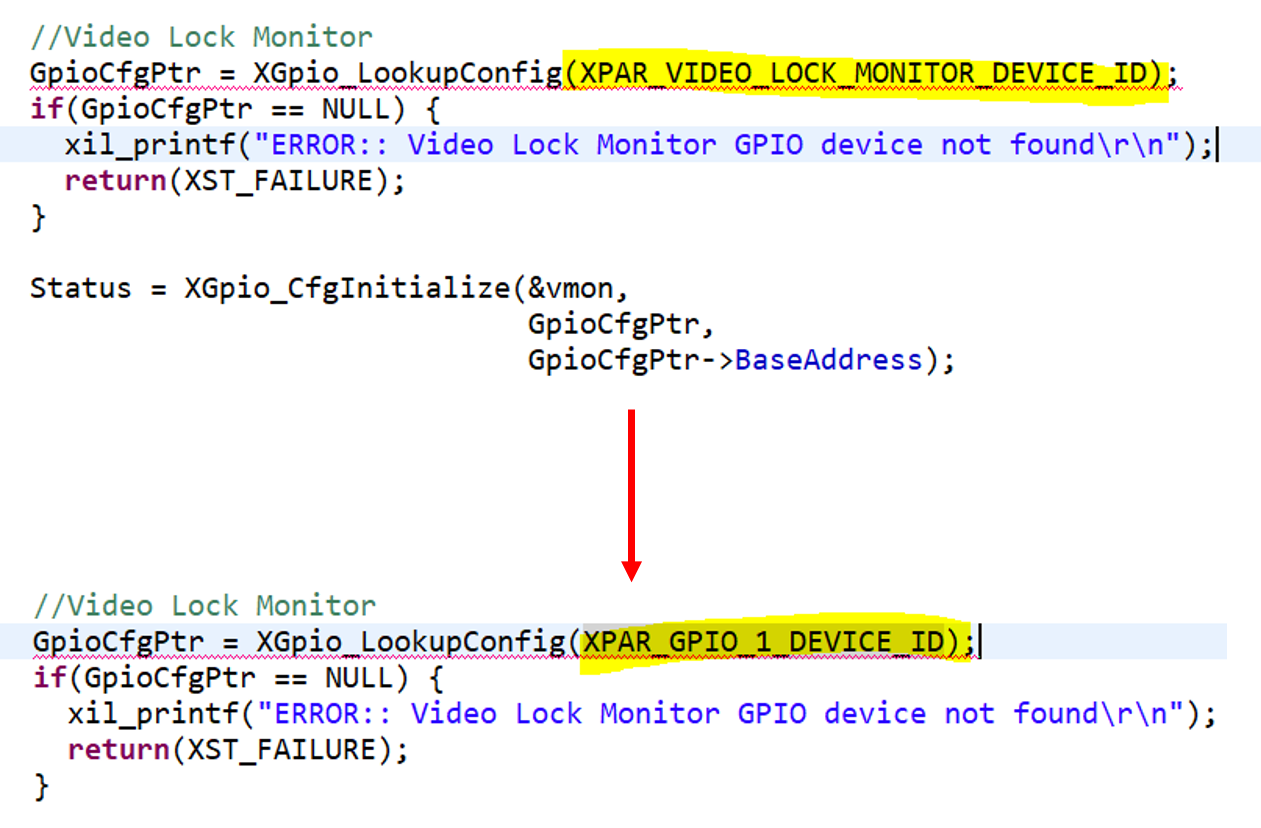 //Video Lock Monitor
GpioCfgPtr = XGpio_LookupConfig(XPAR_VIDEO_LOCK_MONITOR_DEVICE_ID);
if(GpioCfgPtr == NULL) {
  xil_printf("ERROR:: Video Lock Monitor GPIO device not found\r\n");
  return(XST_FAILURE);
}
Status = XGpio_CfgInitialize(&vmon,
                             GpioCfgPtr,
                             GpioCfgPtr->BaseAddress);
//Video Lock Monitor
GpioCfgPtr = XGpio_LookupConfig(XPAR_GPIO_1_DEVICE_ID);
if(GpioCfgPtr == NULL) {
  xil_printf("ERROR:: Video Lock Monitor GPIO device not found\r\n");
  return(XST_FAILURE);
}